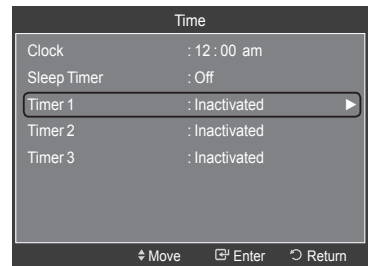 Time
Clock : 12 : 00 am
Sleep Timer : Off
Timer 1 : Inactivated
Timer 2 : Inactivated
Timer 3 : Inactivated
Move Enter Return